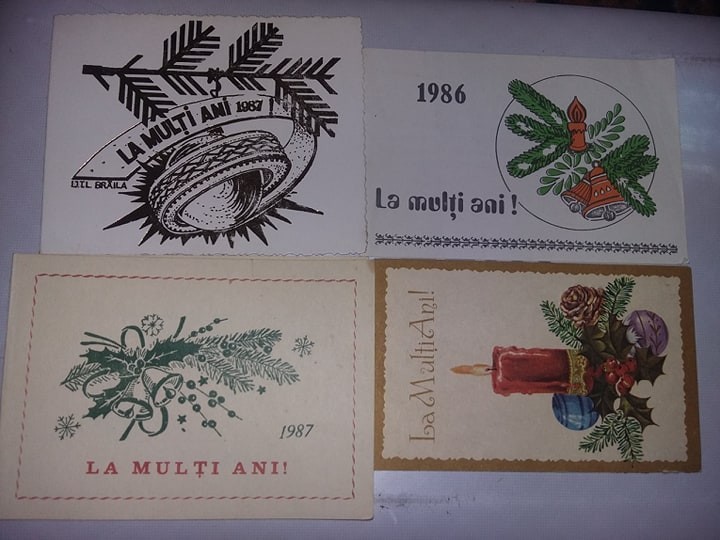 LA MULȚI ANI 1987
I.J.T.L. BRĂILA
1986
La mulți ani!
1987
LA MULȚI ANI!
La Mulți Ani!